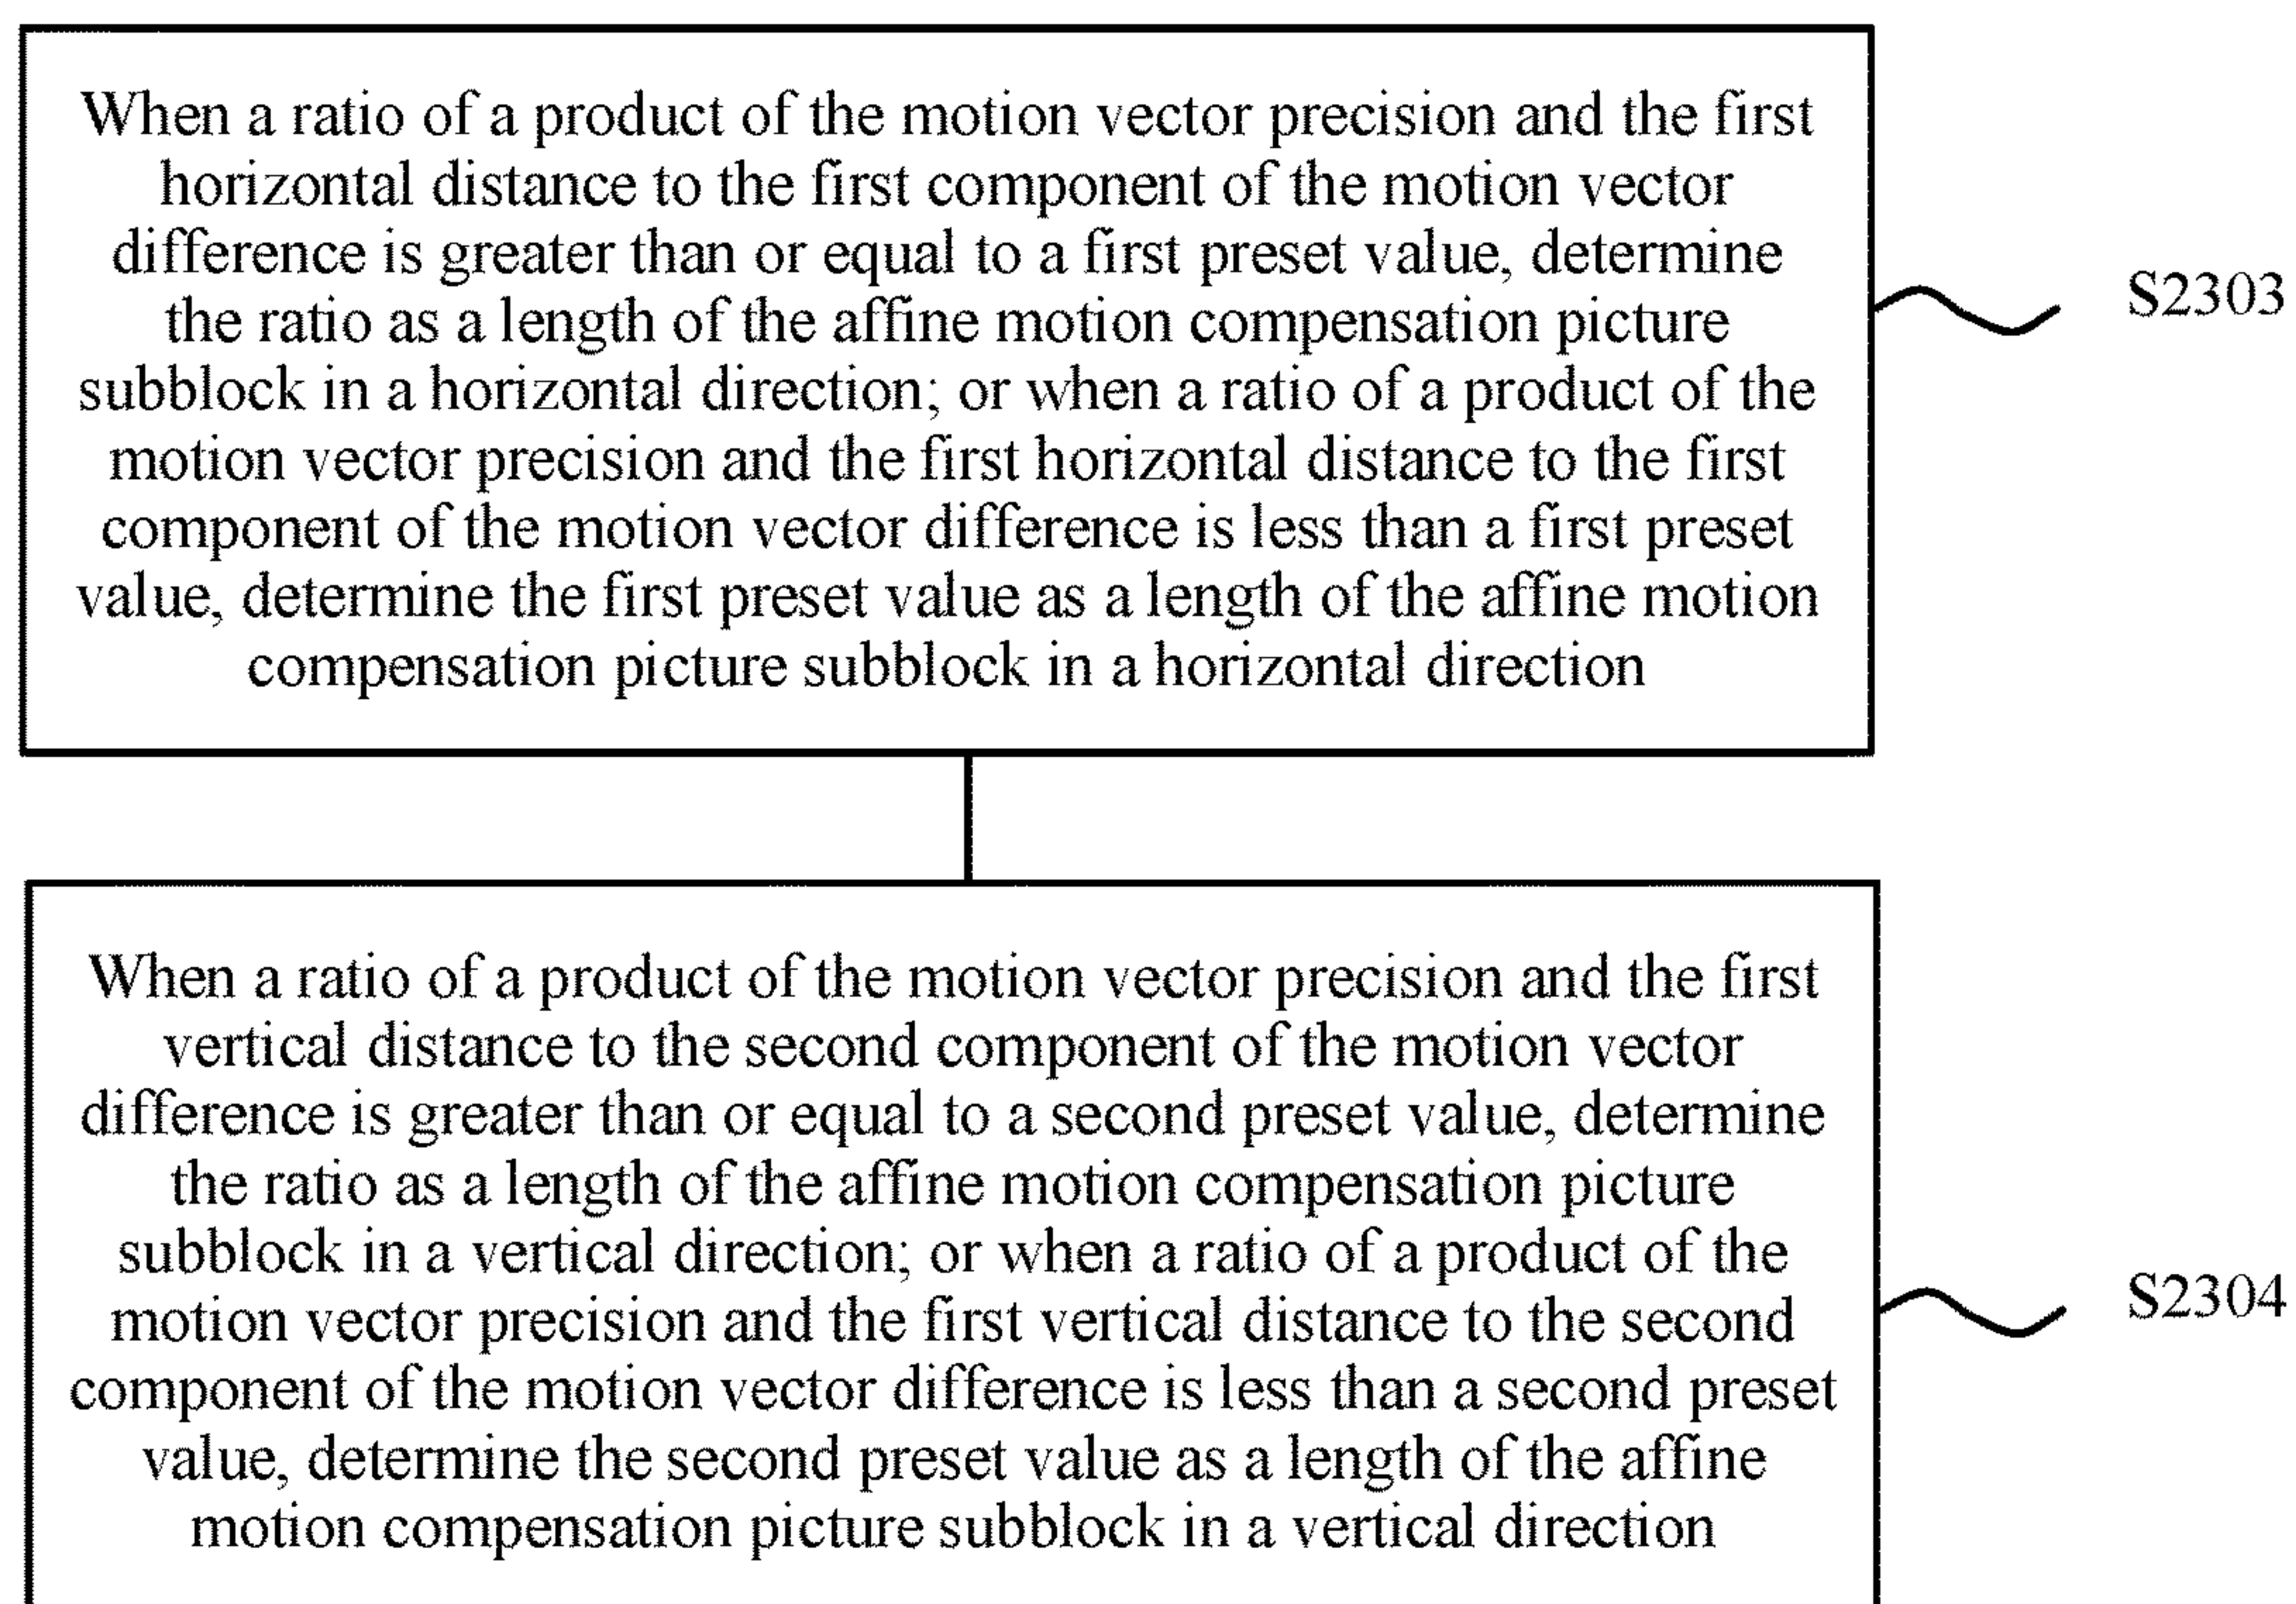 When a ratio of a product of the motion vector precision and the first
horizontal distance to the first component of the motion vector
difference is greater than or equal to a first preset value, determine
the ratio as a length of the affine motion compensation picture
subblock in a horizontal direction; or when a ratio of a product of the
motion vector precision and the first horizontal distance to the first
component of the motion vector difference is less than a first preset
value, determine the first preset value as a length of the affine motion
compensation picture subblock in a horizontal direction
S2303
When a ratio of a product of the motion vector precision and the first
vertical distance to the second component of the motion vector
difference is greater than or equal to a second preset value, determine
the ratio as a length of the affine motion compensation picture
subblock in a vertical direction; or when a ratio of a product of the
motion vector precision and the first vertical distance to the second
component of the motion vector difference is less than a second preset
value, determine the second preset value as a length of the affine
motion compensation picture subblock in a vertical direction
S2304